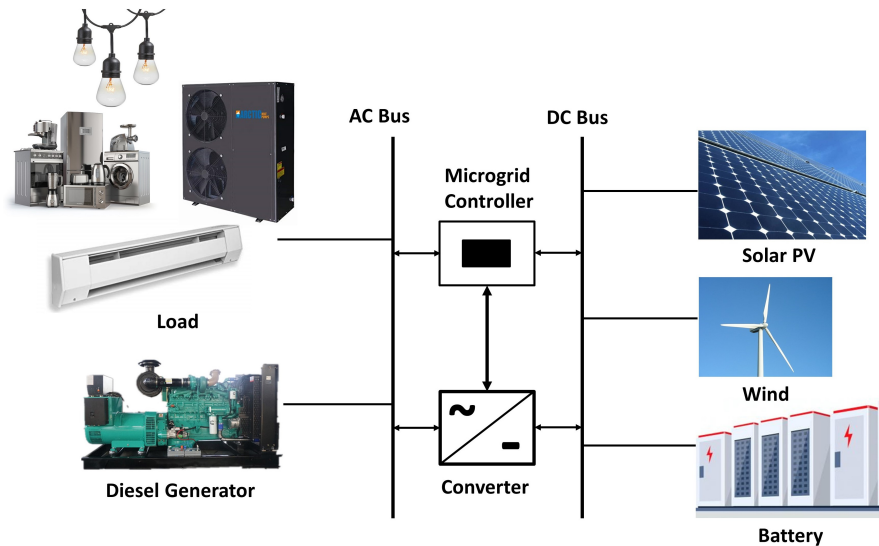 AC Bus
DC Bus
Microgrid
Controller
Solar PV
Load
Wind
Diesel Generator
Converter
Battery